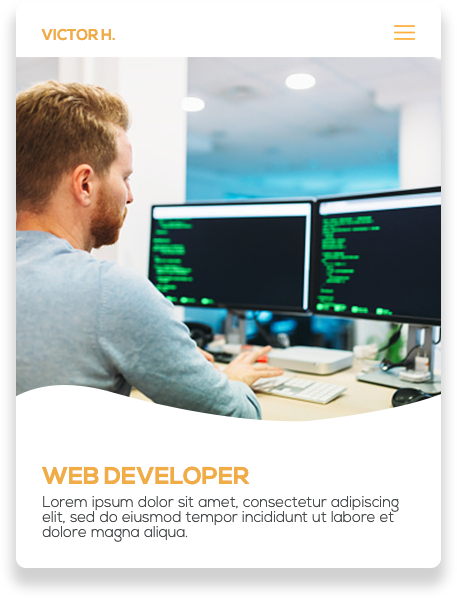 VICTOR H.
WEB DEVELOPER
Lorem ipsum dolor sit amet, consectetur adipiscing
elit, sed do eiusmod tempor incididunt ut labore et
dolore magna aliqua.